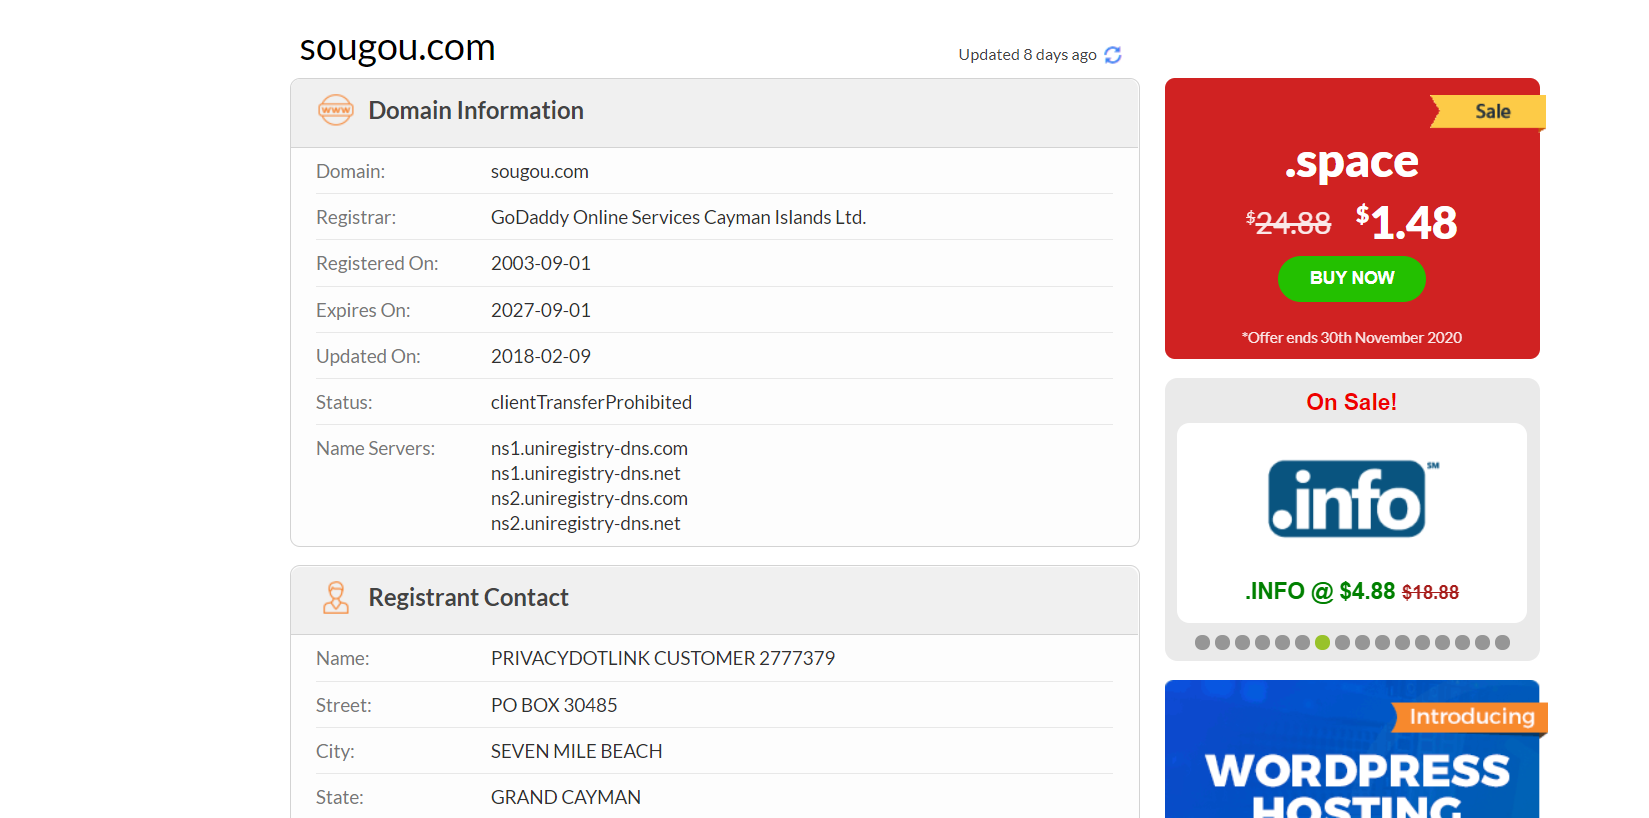 sougou.com
Updated 8 days ago
www
Domain Information
Domain: sougou.com
Registrar: GoDaddy Online Services Cayman Islands Ltd.
Registered On: 2003-09-01
Expires On: 2027-09-01
Updated On: 2018-02-09
Status: clientTransferProhibited
Name Servers: ns1.uniregistry-dns.com
ns1.uniregistry-dns.net
ns2.uniregistry-dns.com
ns2.uniregistry-dns.net
Registrant Contact
Name: PRIVACYDOTLINK CUSTOMER 2777379
Street: PO BOX 30485
City: SEVEN MILE BEACH
State: GRAND CAYMAN
Sale
.space
$24.88 $1.48
BUY NOW
*Offer ends 30th November 2020
On Sale!
.info SM
.INFO @ $4.88 $18.88
Introducing
WORDPRESS
HOSTING